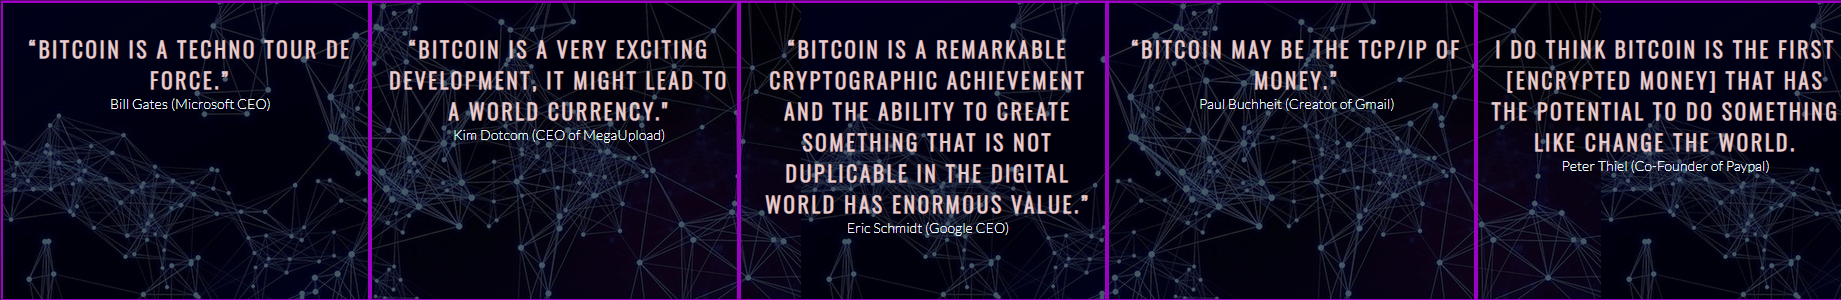 “BITCOIN IS A TECHNO TOUR DE
FORCE.”
Bill Gates (Microsoft CEO)
“BITCOIN IS A VERY EXCITING
DEVELOPMENT, IT MIGHT LEAD TO
A WORLD CURRENCY."
Kim Dotcom (CEO of MegaUpload)
“BITCOIN IS A REMARKABLE
CRYPTOGRAPHIC ACHIEVEMENT
AND THE ABILITY TO CREATE
SOMETHING THAT IS NOT
DUPLICABLE IN THE DIGITAL
WORLD HAS ENORMOUS VALUE.”
Eric Schmidt (Google CEO)
“BITCOIN MAY BE THE TCP/IP OF
MONEY.”
Paul Buchheit (Creator of Gmail)
I DO THINK BITCOIN IS THE FIRST
[ENCRYPTED MONEY] THAT HAS
THE POTENTIAL TO DO SOMETHING
LIKE CHANGE THE WORLD.
Peter Thiel (Co-Founder of Paypal)